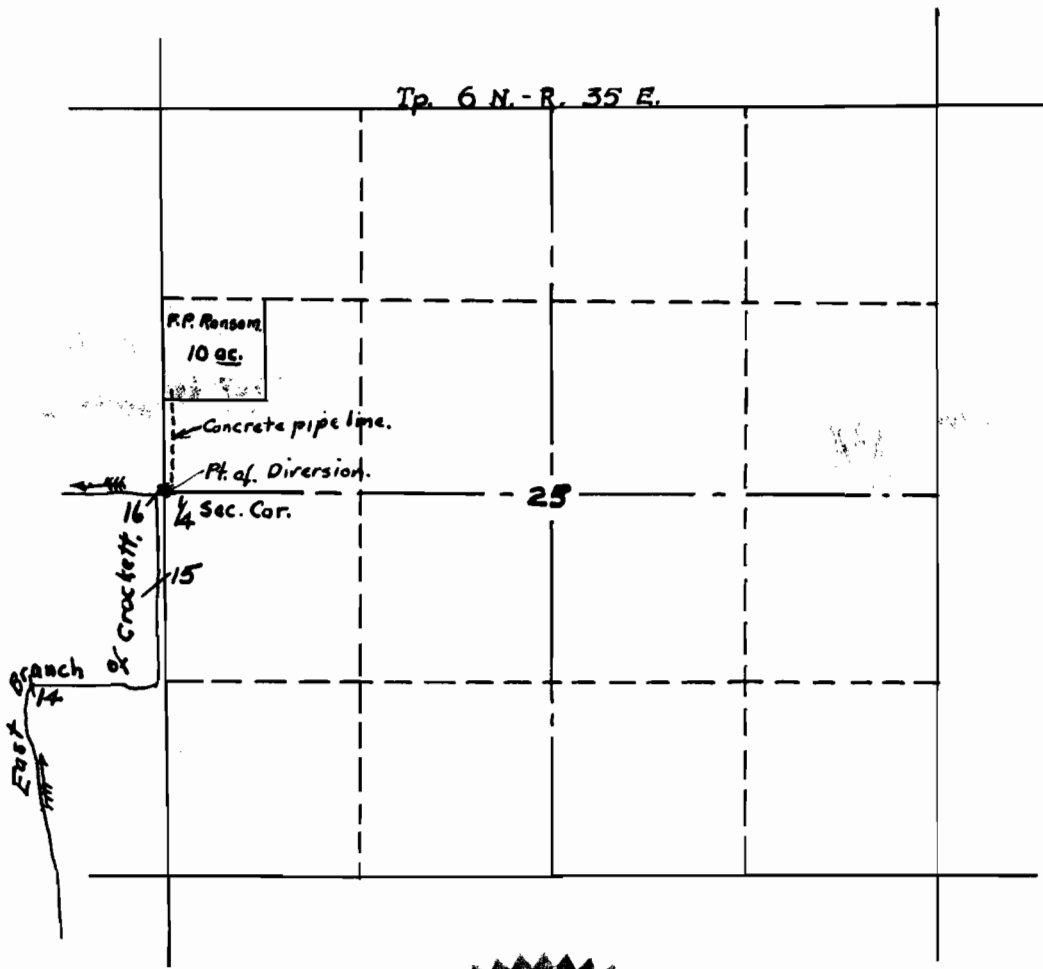 Tp. 6 N. - R. 35 E.
F.P. Ransom.
10 ac.
Concrete pipe line.
Pt. of Diversion.
16
1/4 Sec. Cor.
25
15
East Branch of Crockett.
14